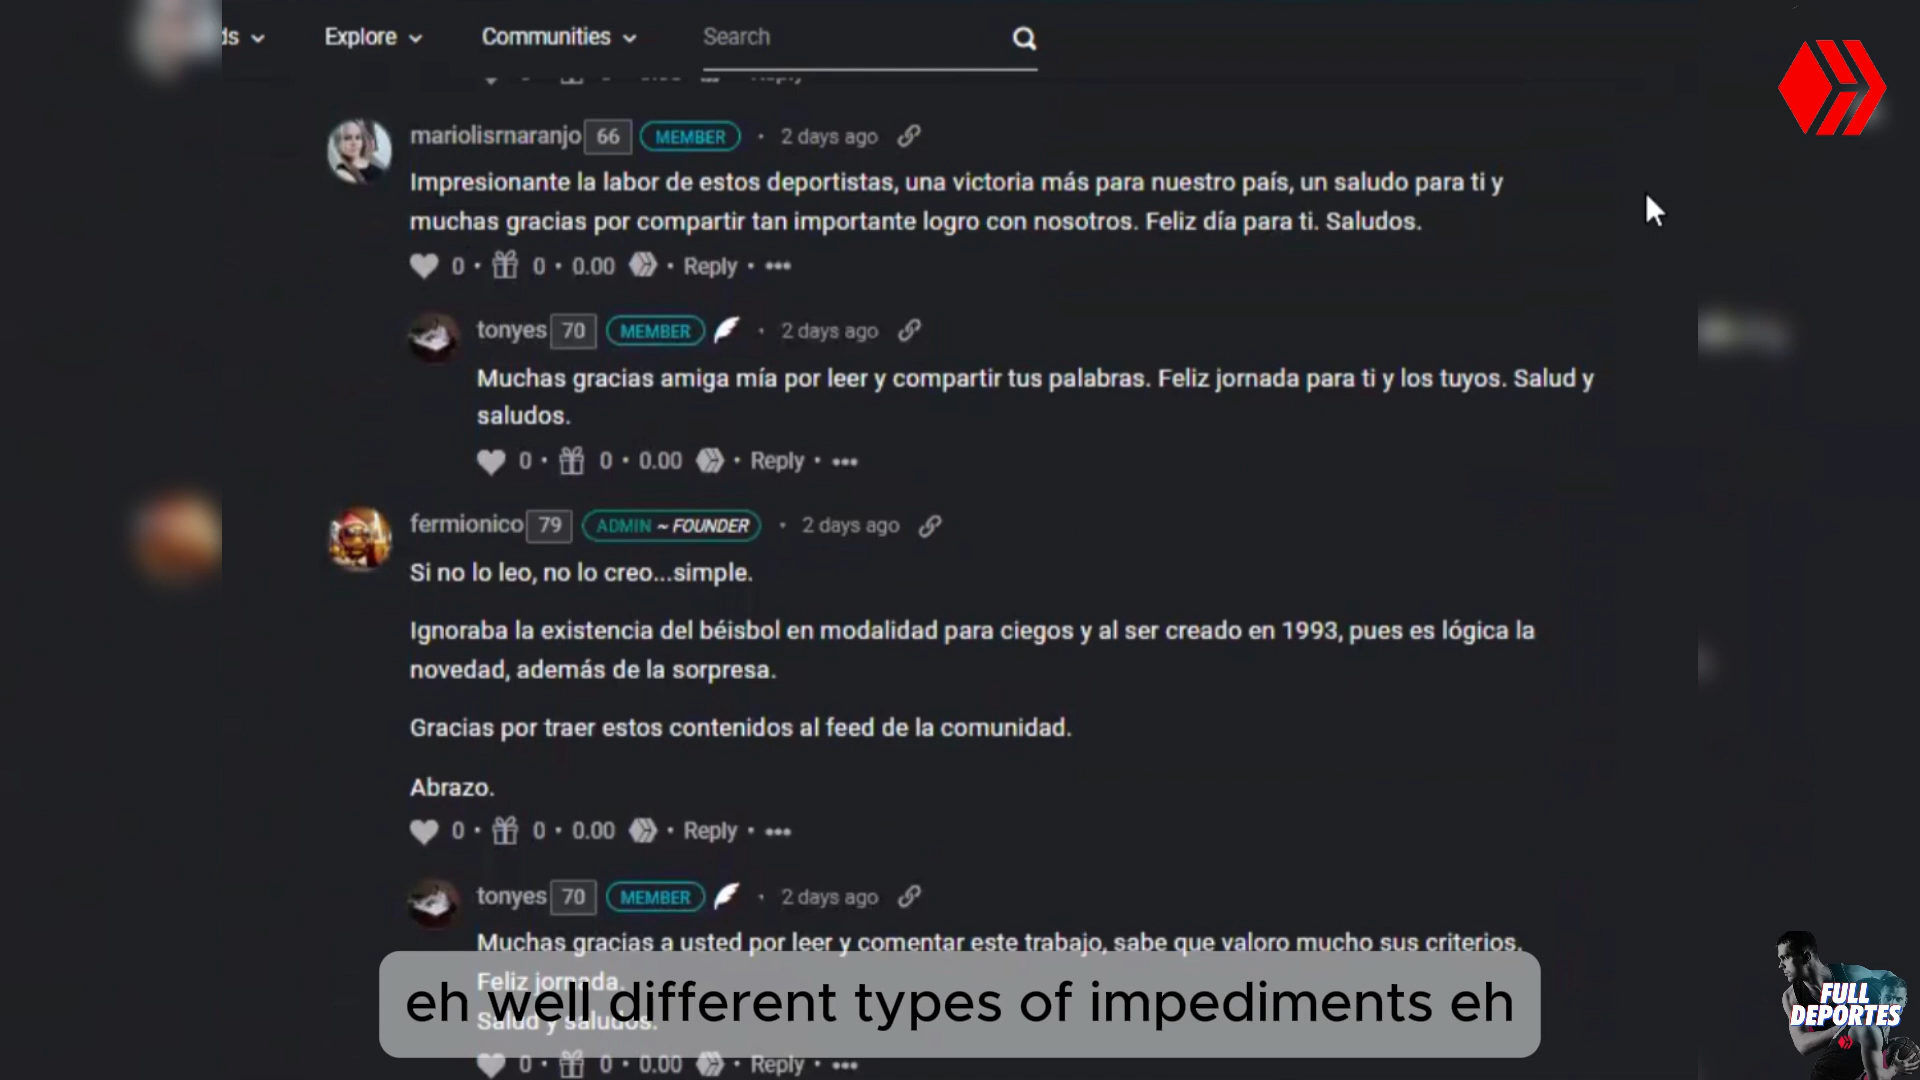 ds Explore Communities Search
Reply
mariolisrnaranjo 66 MEMBER · 2 days ago
Impresionante la labor de estos deportistas, una victoria más para nuestro país, un saludo para ti y
muchas gracias por compartir tan importante logro con nosotros. Feliz día para ti. Saludos.
0 · 0 · 0.00 · Reply · •••
tonyes 70 MEMBER · 2 days ago
Muchas gracias amiga mía por leer y compartir tus palabras. Feliz jornada para ti y los tuyos. Salud y
saludos.
0 · 0 · 0.00 · Reply · •••
fermionico 79 ADMIN ~ FOUNDER · 2 days ago
Si no lo leo, no lo creo...simple.
Ignoraba la existencia del béisbol en modalidad para ciegos y al ser creado en 1993, pues es lógica la
novedad, además de la sorpresa.
Gracias por traer estos contenidos al feed de la comunidad.
Abrazo.
0 · 0 · 0.00 · Reply · •••
tonyes 70 MEMBER · 2 days ago
Muchas gracias a usted por leer y comentar este trabajo, sabe que valoro mucho sus criterios.
Feliz jornada.
Salud y saludos.
eh well different types of impediments eh
0 · 0 · 0.00 · Reply · •••
FULL
DEPORTES